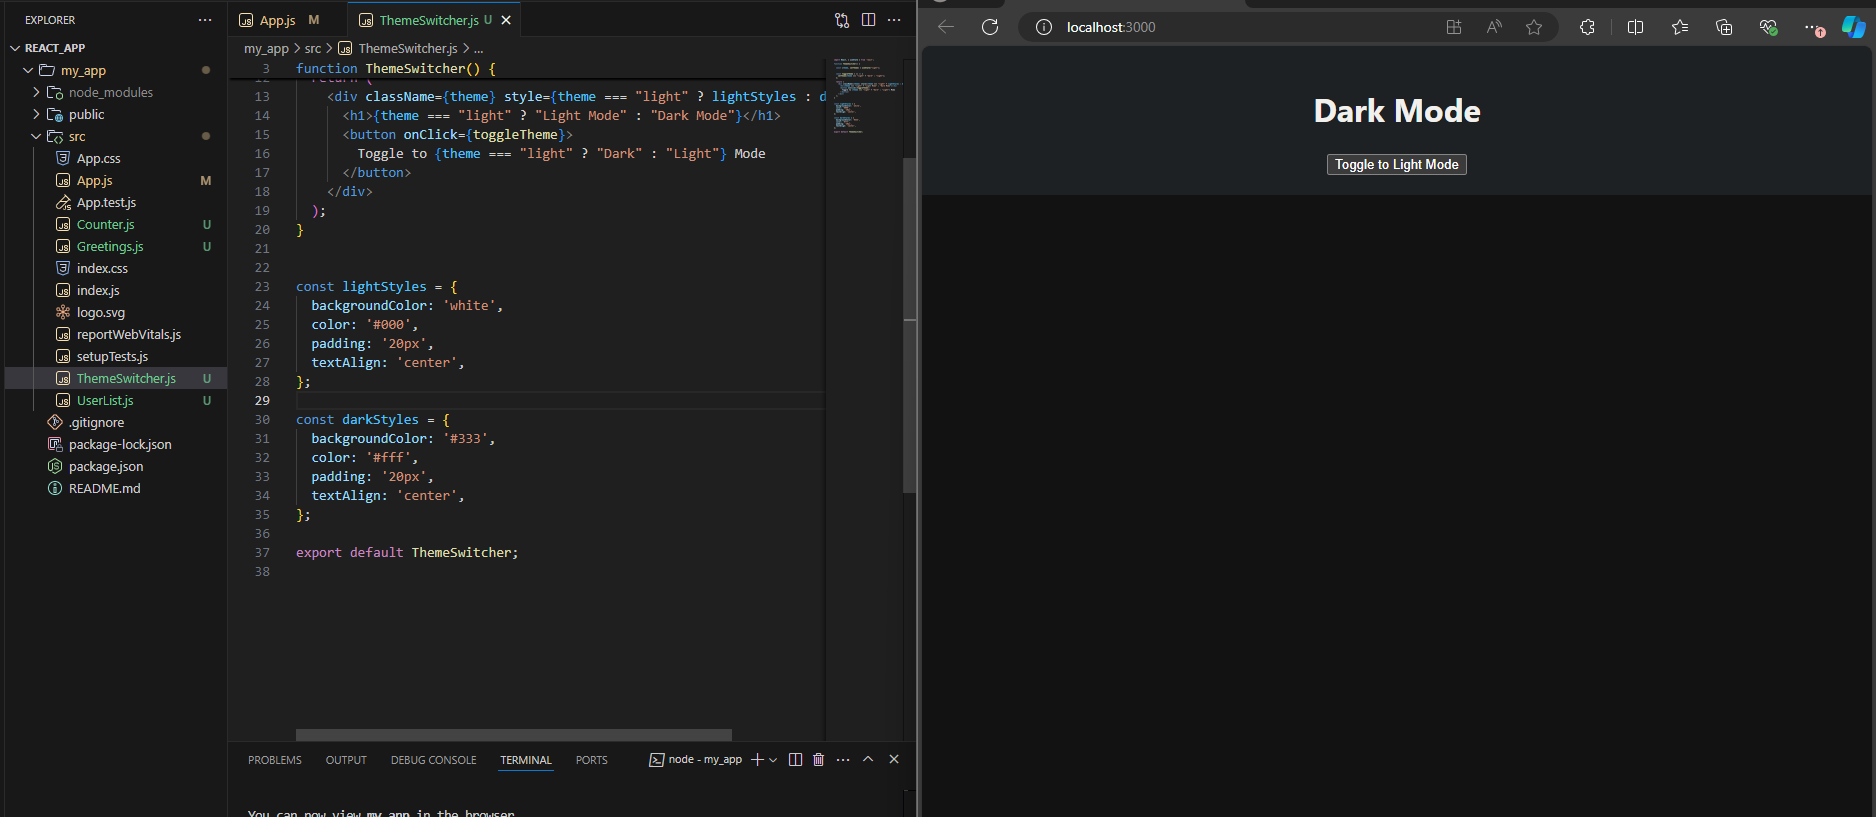 EXPLORER
REACT_APP
my_app
node_modules
public
src
App.css
App.js M
App.test.js
Counter.js U
Greetings.js U
index.css
index.js
logo.svg
reportWebVitals.js
setupTests.js
ThemeSwitcher.js U
UserList.js U
.gitignore
package-lock.json
package.json
README.md
App.js M
ThemeSwitcher.js U
my_app > src > ThemeSwitcher.js > ...
3 function ThemeSwitcher() {
12 return (
13 <div className={theme} style={theme === "light" ? lightStyles : d
14 <h1>{theme === "light" ? "Light Mode" : "Dark Mode"}</h1>
15 <button onClick={toggleTheme}>
16 Toggle to {theme === "light" ? "Dark" : "Light"} Mode
17 </button>
18 </div>
19 );
20 }
21
22
23 const lightStyles = {
24 backgroundColor: 'white',
25 color: '#000',
26 padding: '20px',
27 textAlign: 'center',
28 };
29
30 const darkStyles = {
31 backgroundColor: '#333',
32 color: '#fff',
33 padding: '20px',
34 textAlign: 'center',
35 };
36
37 export default ThemeSwitcher;
38
PROBLEMS OUTPUT DEBUG CONSOLE TERMINAL PORTS
node - my_app
You can now view my_app in the browser.
localhost:3000
Dark Mode
Toggle to Light Mode